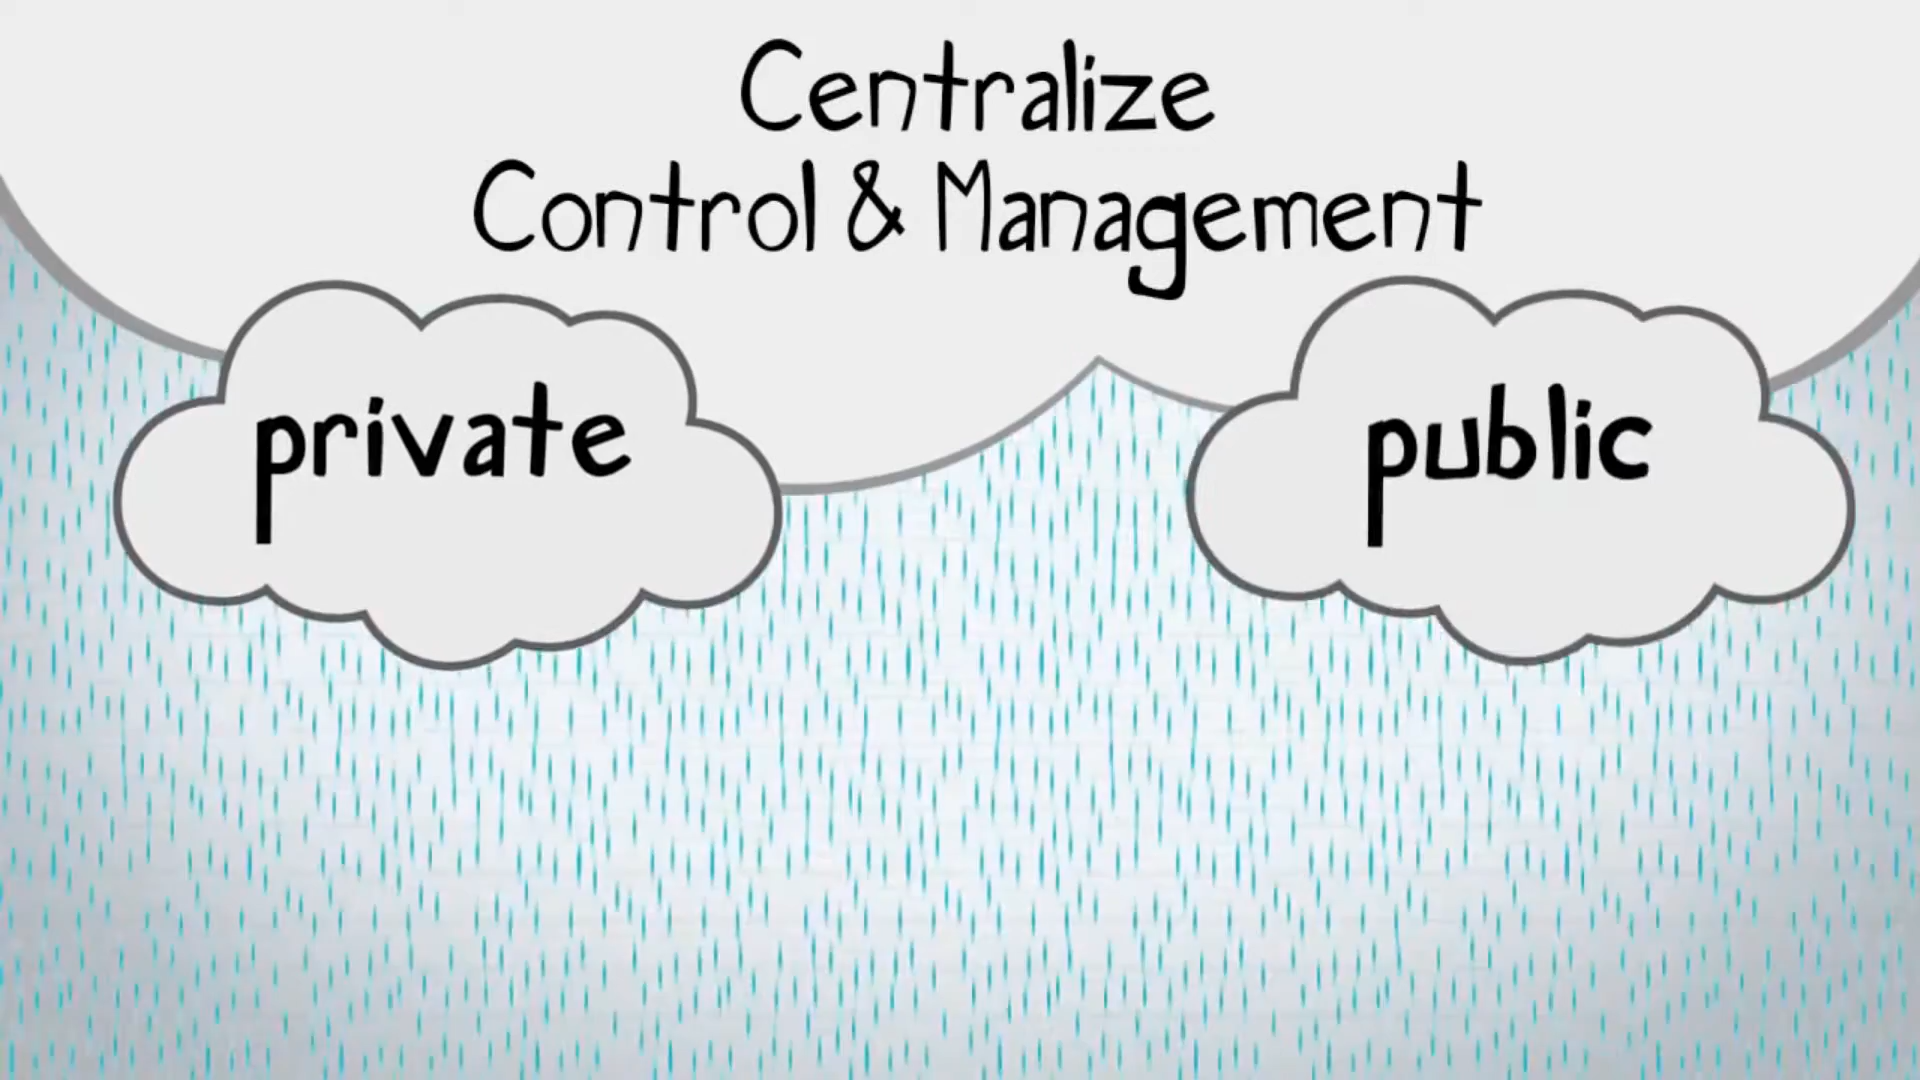 Centralize
Control & Management
private
public